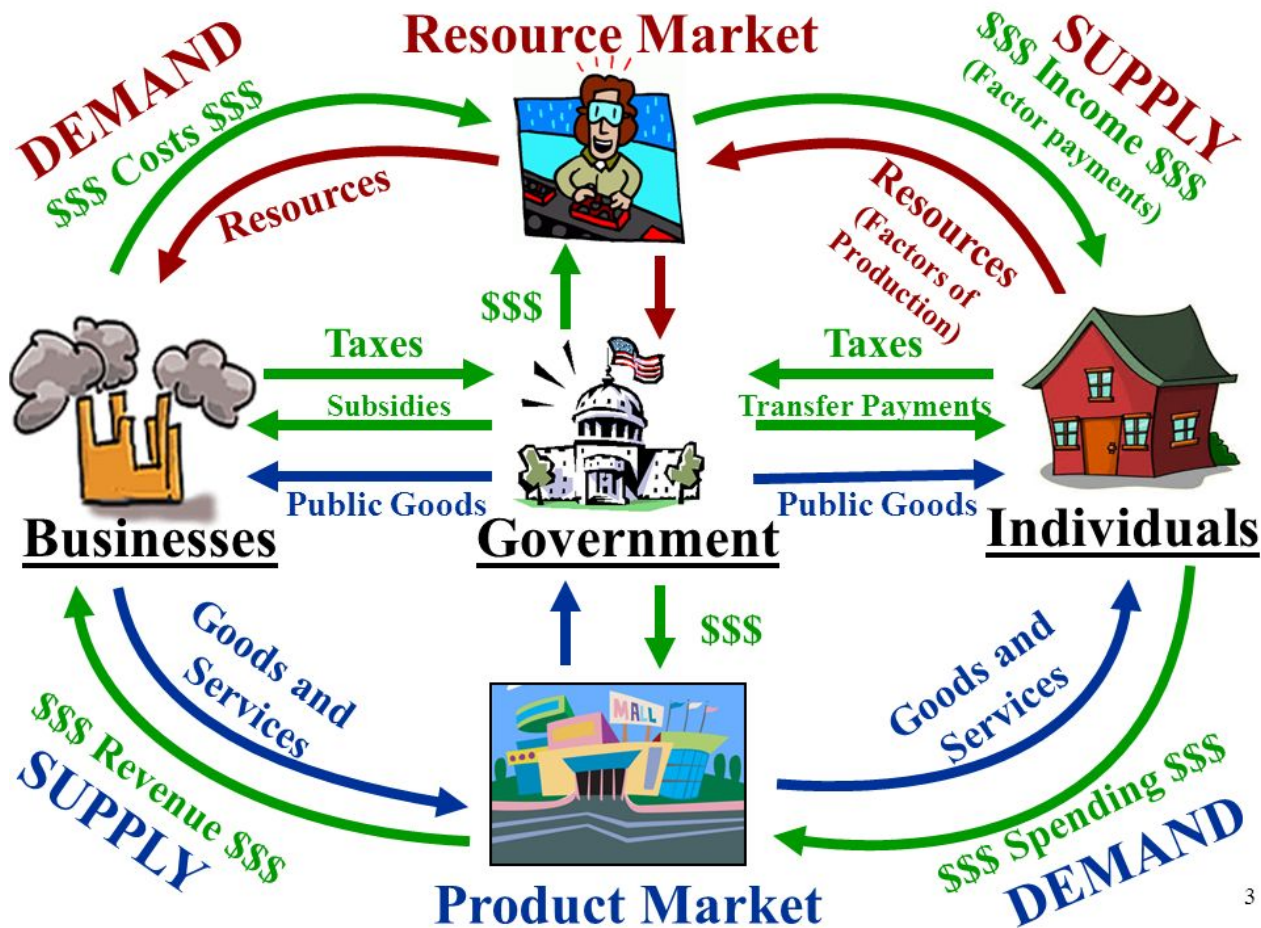 Resource Market
DEMAND
$$$ Costs $$$
Resources
SUPPLY
$$$ Income $$$
(Factor payments)
Resources
(Factors of
Production)
$$$
Taxes
Subsidies
Public Goods
Taxes
Transfer Payments
Public Goods
Businesses
Government
Individuals
Goods and
Services
$$$ Revenue $$$
SUPPLY
$$$
MALL
Goods and
Services
$$$ Spending $$$
DEMAND
Product Market
3